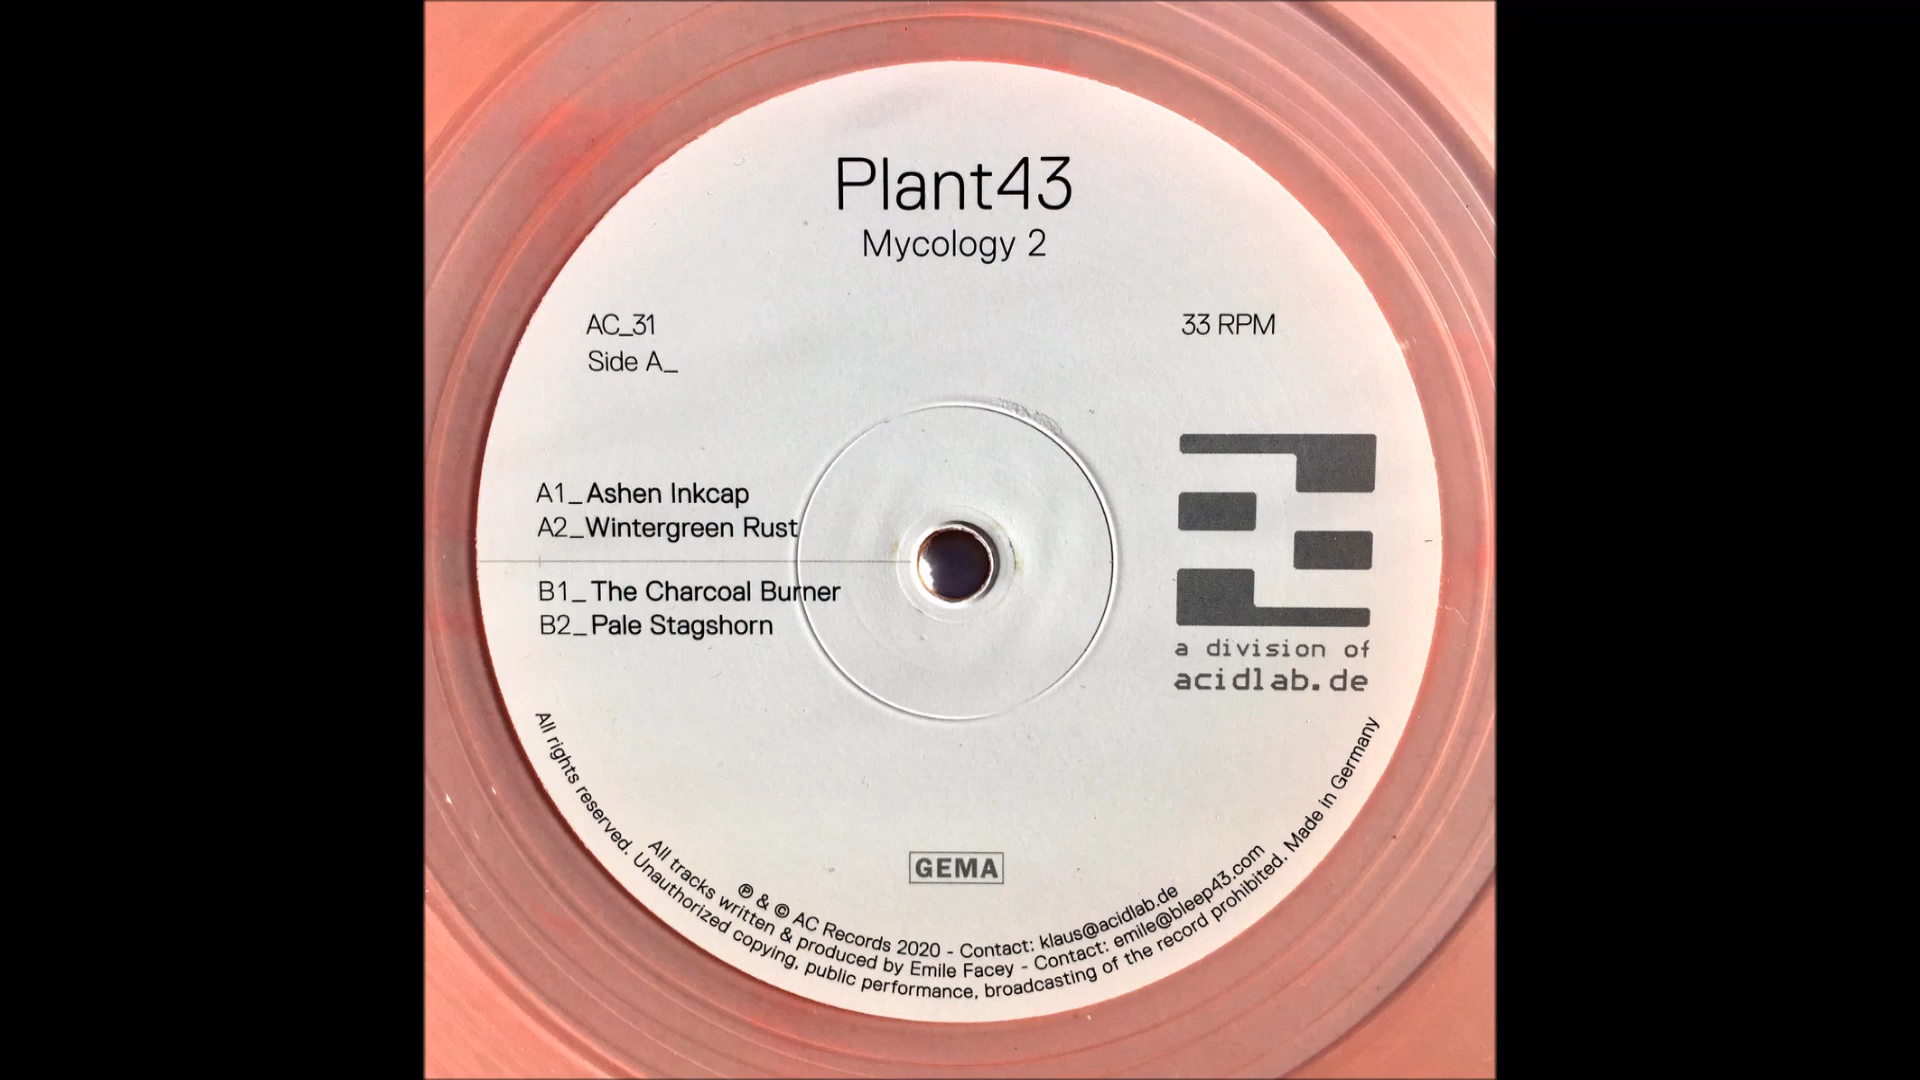 Plant43
Mycology 2
AC_31
33 RPM
Side A_
A1_Ashen Inkcap
A2_Wintergreen Rust
B1_The Charcoal Burner
B2_Pale Stagshorn
a division of
acidlab.de
GEMA
℗ & © AC Records 2020 - Contact: klaus@acidlab.de
All tracks written & produced by Emile Facey - Contact: emile@bleep43.com
All rights reserved. Unauthorized copying, public performance, broadcasting of the record prohibited. Made in Germany